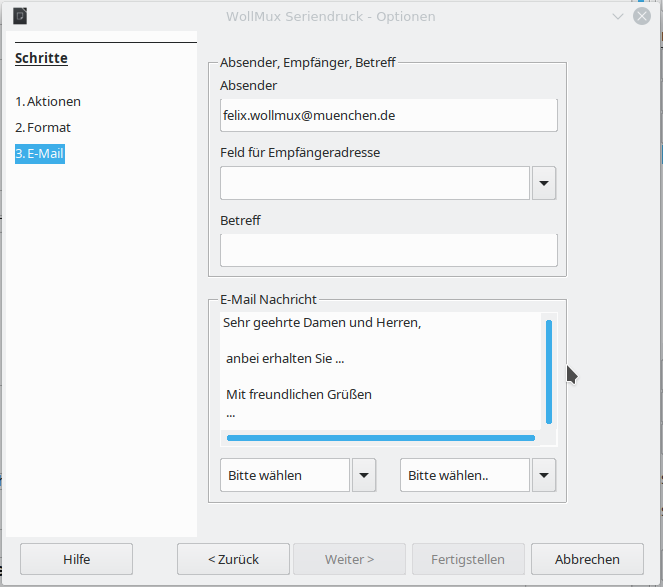 WollMux Seriendruck - Optionen
Schritte
1. Aktionen
2. Format
3. E-Mail
Absender, Empfänger, Betreff
Absender
felix.wollmux@muenchen.de
Feld für Empfängeradresse
Betreff
E-Mail Nachricht
Sehr geehrte Damen und Herren,
anbei erhalten Sie ...
Mit freundlichen Grüßen
...
Bitte wählen
Bitte wählen..
Hilfe
< Zurück
Weiter >
Fertigstellen
Abbrechen